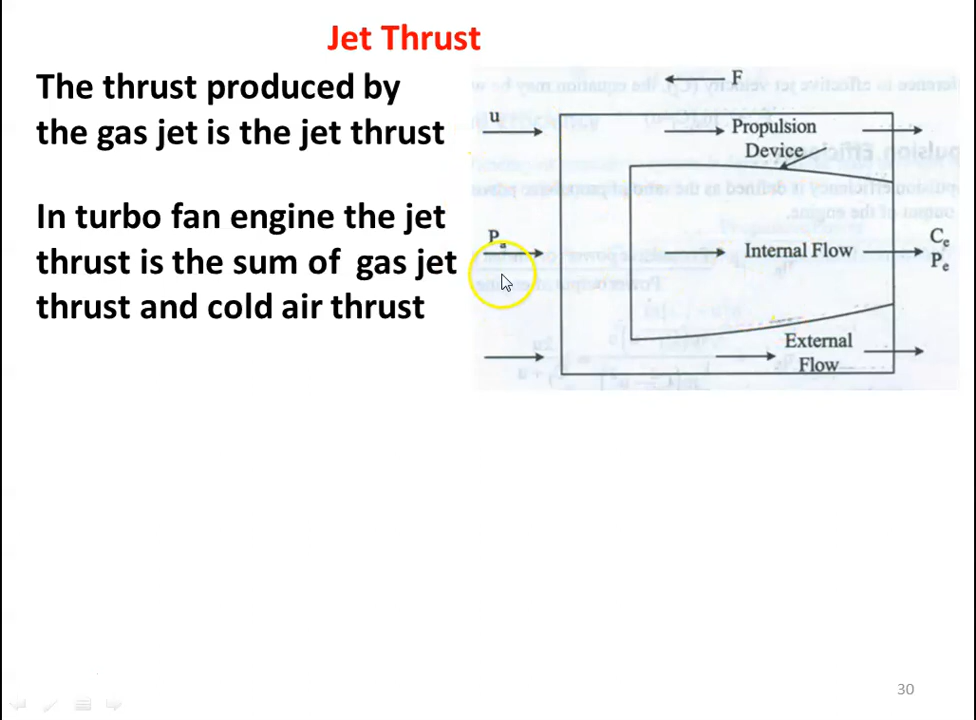 Jet Thrust
The thrust produced by
the gas jet is the jet thrust
In turbo fan engine the jet
thrust is the sum of gas jet
thrust and cold air thrust
F
u
Propulsion
Device
Pa
Internal Flow
Ce
Pe
External
Flow
30